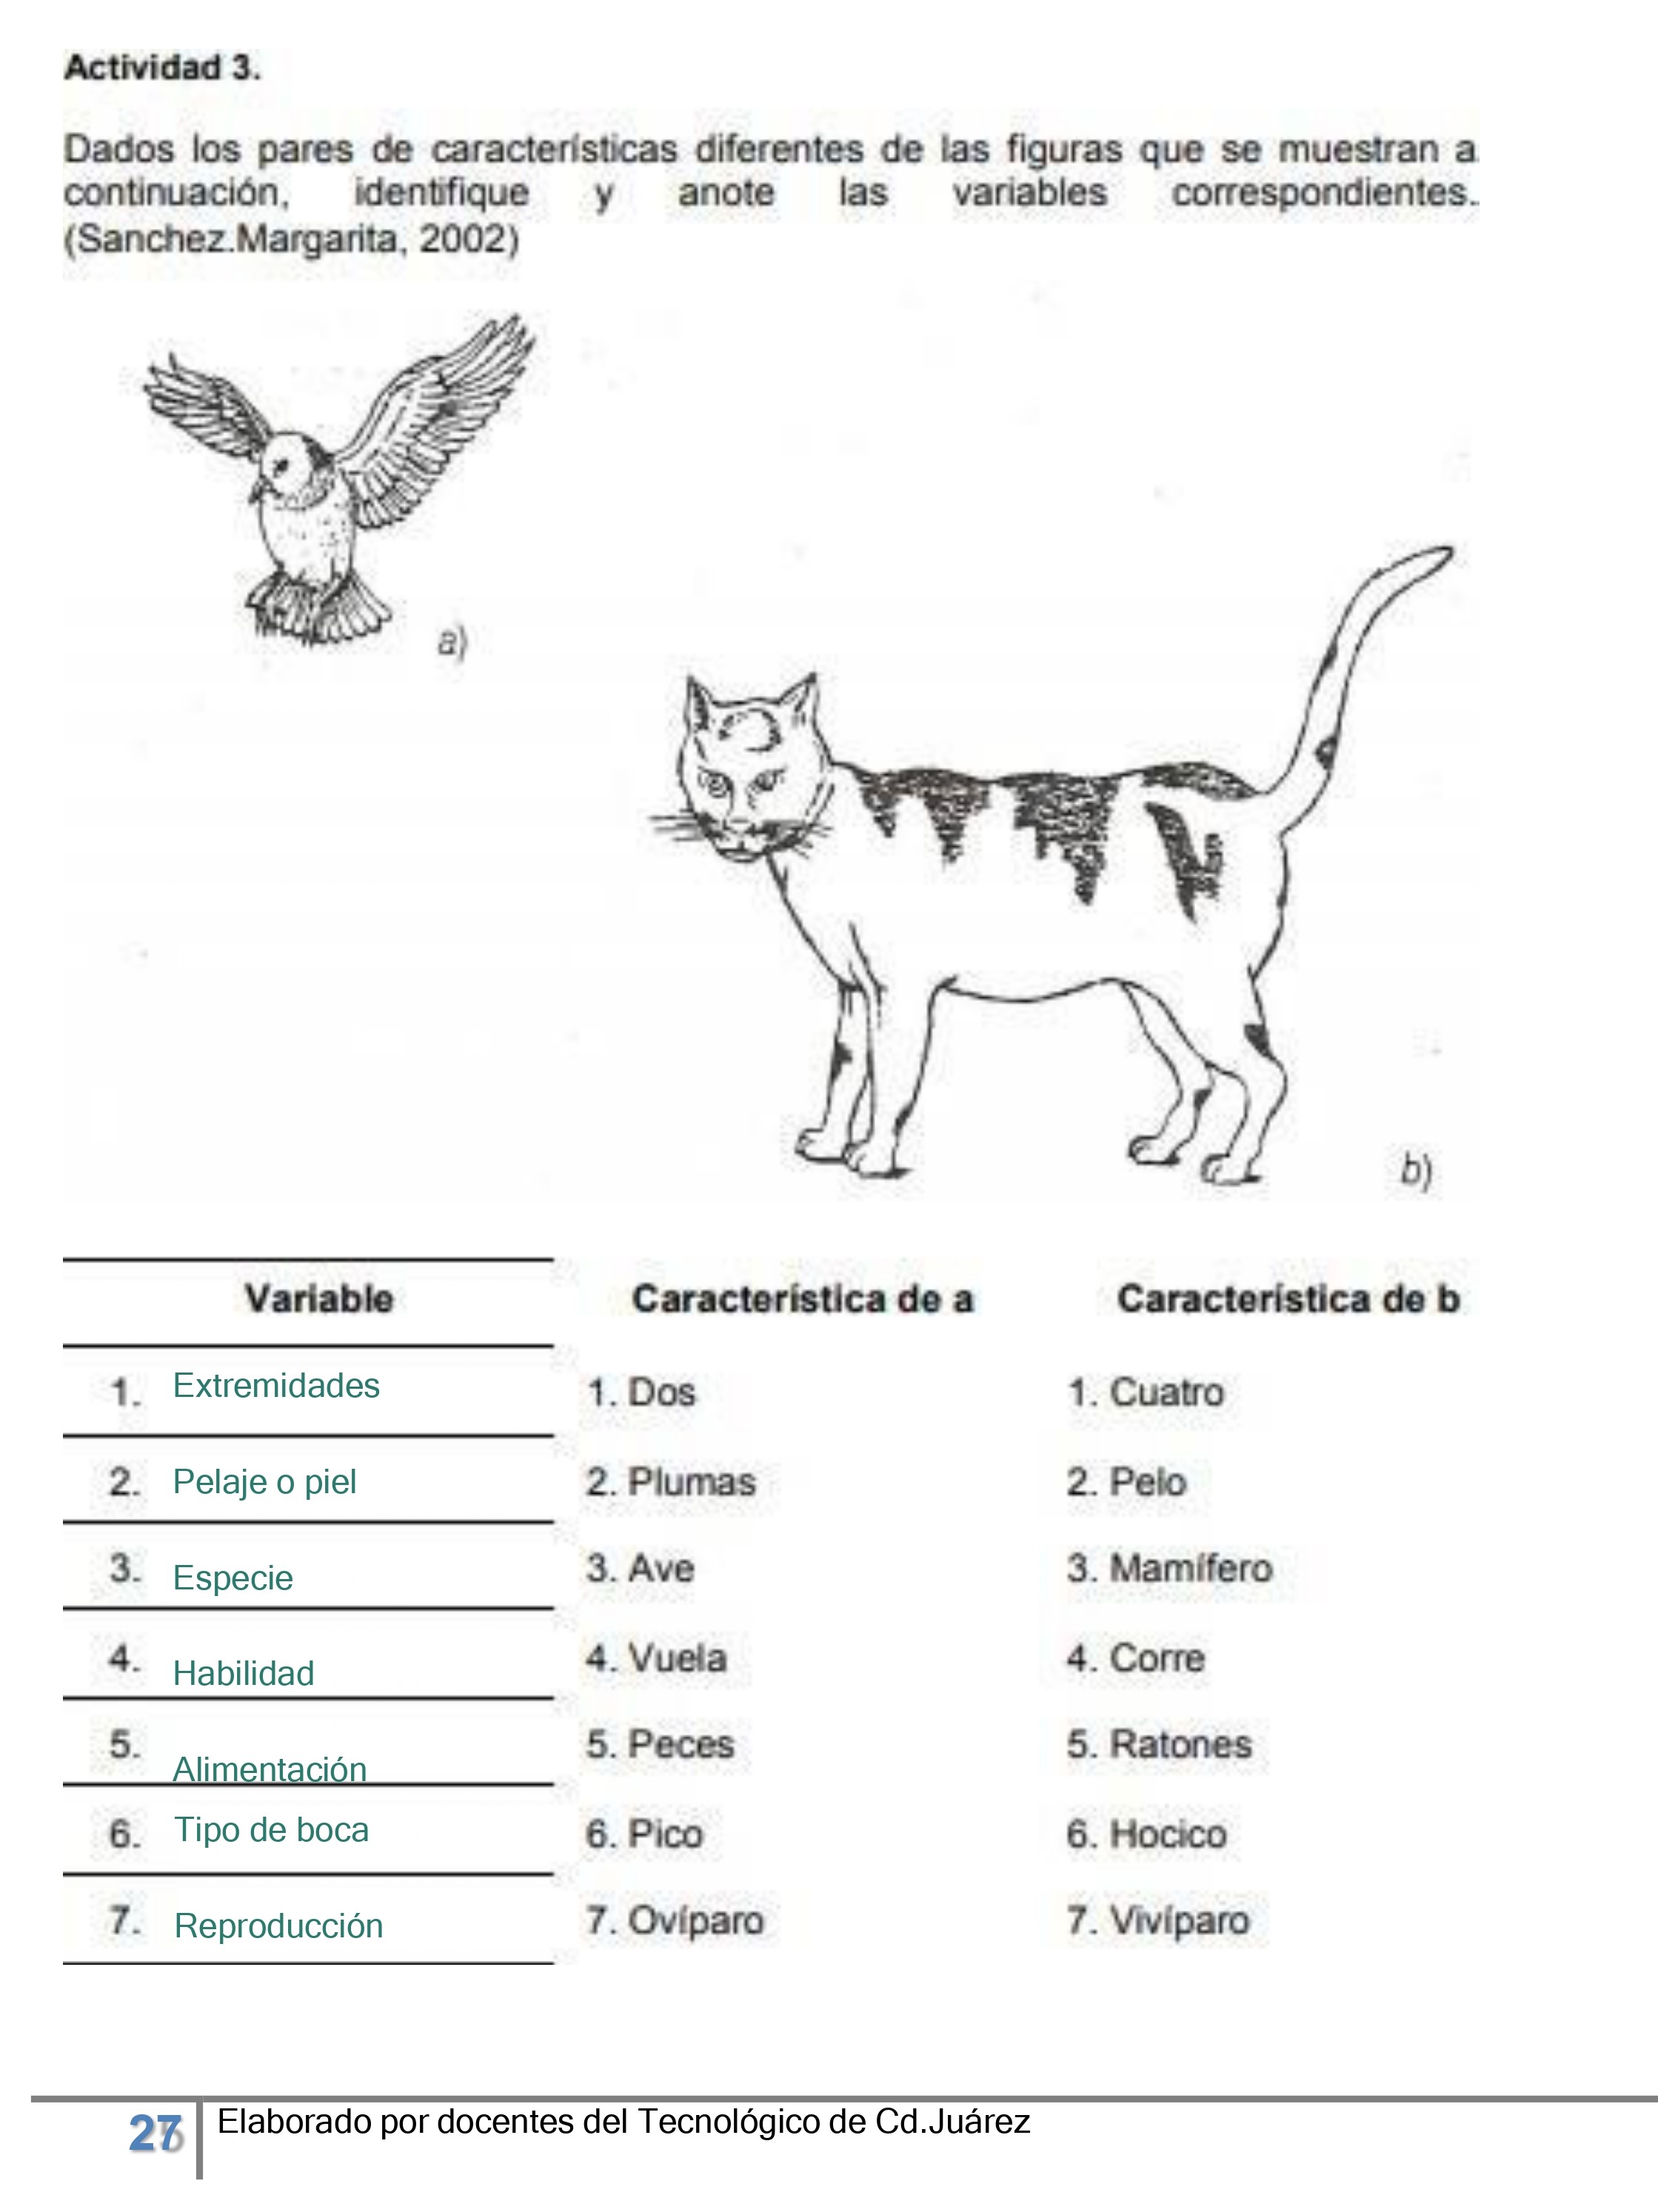 Actividad 3.
Dados los pares de características diferentes de las figuras que se muestran a
continuación, identifique y anote las variables correspondientes.
(Sanchez.Margarita, 2002)
a)
b)
Variable Característica de a Característica de b
1. Extremidades 1. Dos 1. Cuatro
2. Pelaje o piel 2. Plumas 2. Pelo
3. Especie 3. Ave 3. Mamífero
4. Habilidad 4. Vuela 4. Corre
5. Alimentación 5. Peces 5. Ratones
6. Tipo de boca 6. Pico 6. Hocico
7. Reproducción 7. Ovíparo 7. Vivíparo
27 Elaborado por docentes del Tecnológico de Cd.Juárez